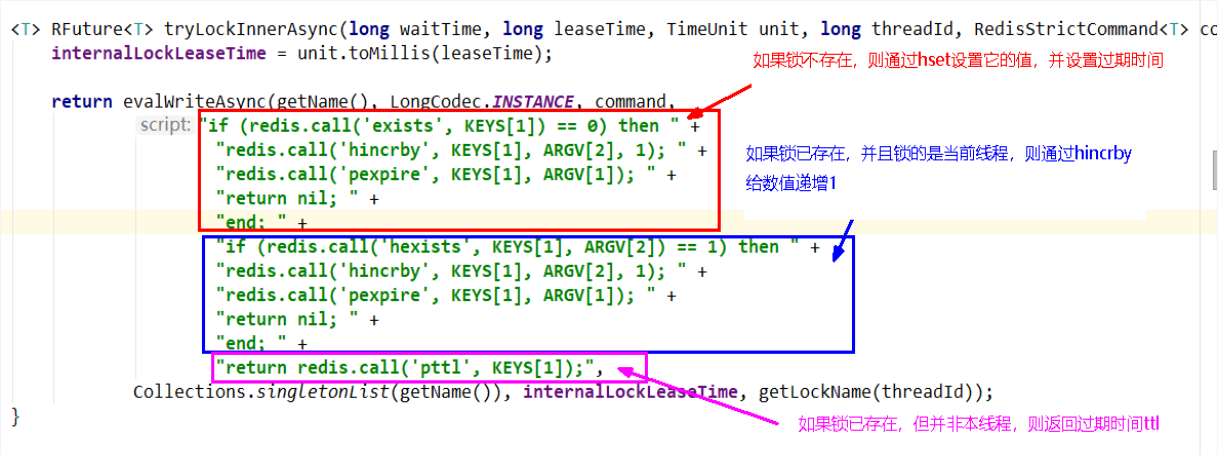 <T> RFuture<T> tryLockInnerAsync(long waitTime, long leaseTime, TimeUnit unit, long threadId, RedisStrictCommand<T> co
internalLockLeaseTime = unit.toMillis(leaseTime);
如果锁不存在，则通过hset设置它的值，并设置过期时间
return evalWriteAsync(getName(), LongCodec.INSTANCE, command,
script: "if (redis.call('exists', KEYS[1]) == 0) then " +
"redis.call('hincrby', KEYS[1], ARGV[2], 1); " +
"redis.call('pexpire', KEYS[1], ARGV[1]); " +
"return nil; " +
"end; " +
如果锁已存在，并且锁的是当前线程，则通过hincrby
给数值递增1
"if (redis.call('hexists', KEYS[1], ARGV[2]) == 1) then " +
"redis.call('hincrby', KEYS[1], ARGV[2], 1); " +
"redis.call('pexpire', KEYS[1], ARGV[1]); " +
"return nil; " +
"end; " +
"return redis.call('pttl', KEYS[1]);",
Collections.singletonList(getName()), internalLockLeaseTime, getLockName(threadId));
如果锁已存在，但并非本线程，则返回过期时间ttl
}